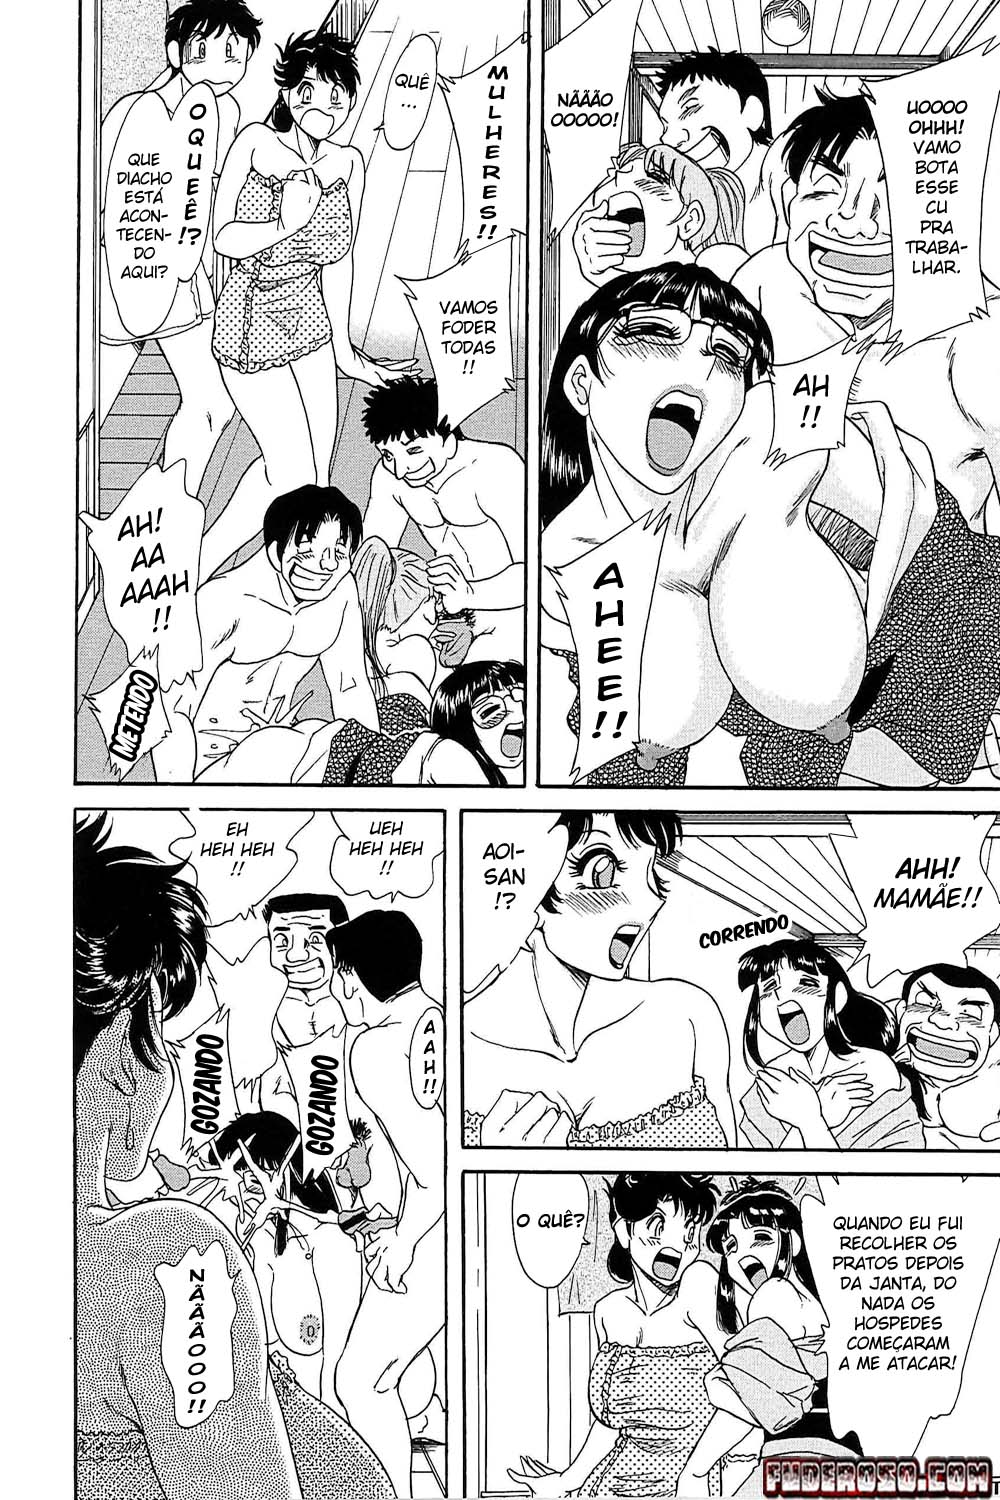 UOOOO
OHHH!
VAMO
BOTA
ESSE
CU
PRA
TRABA-
LHAR.
NÃÃÃO
OOOOO!
AH
!!
AHEE!!
MULHERES!!
QUÊ
...
VAMOS
FODER
TODAS
!!
O QUEÊ!?
QUE
DIACHO
ESTÁ
ACON-
TECEN-
DO
AQUI?
AH!
AA
AAAH
!!
METENDO
AHH!
MAMÃE!!
CORRENDO
AOI-
SAN
!?
QUANDO EU FUI
RECOLHER OS
PRATOS DEPOIS
DA JANTA, DO
NADA OS
HOSPEDES
COMEÇARAM
A ME ATACAR!
O QUÊ?
UEH
HEH HEH
!!
EH
HEH HEH
!!
AAH!!
GOZANDO
GOZANDO
NÃÃÃOOO!!
FUDEROSO.COM